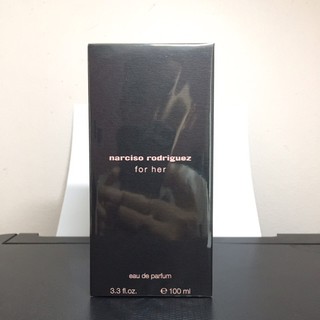 narciso rodriguez
for her
eau de parfum
3.3 fl.oz. ℮ 100 ml